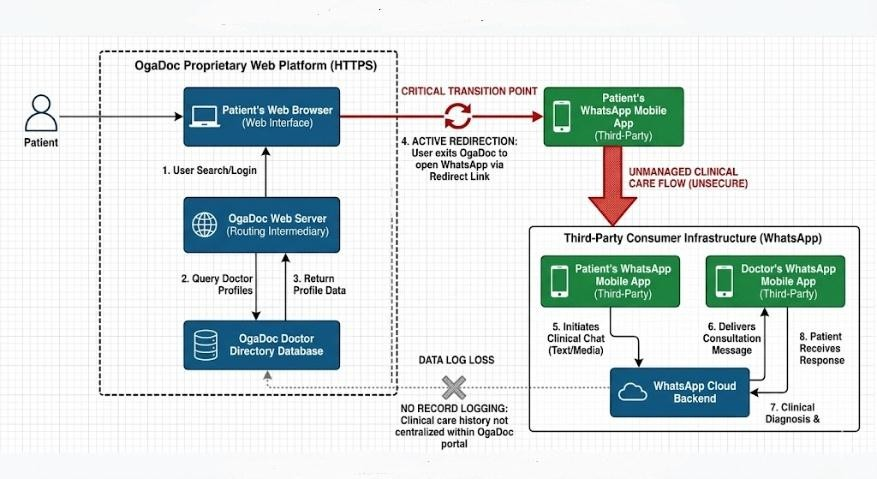 OgaDoc Proprietary Web Platform (HTTPS)
Patient
Patient's Web Browser
(Web Interface)
1. User Search/Login
OgaDoc Web Server
(Routing Intermediary)
2. Query Doctor
Profiles
3. Return
Profile Data
OgaDoc Doctor
Directory Database
CRITICAL TRANSITION POINT
4. ACTIVE REDIRECTION:
User exits OgaDoc to
open WhatsApp via
Redirect Link
Patient's
WhatsApp Mobile
App
(Third-Party)
UNMANAGED CLINICAL
CARE FLOW (UNSECURE)
Third-Party Consumer Infrastructure (WhatsApp)
Patient's WhatsApp
Mobile App
(Third-Party)
Doctor's WhatsApp
Mobile App
(Third-Party)
5. Initiates
Clinical Chat
(Text/Media)
6. Delivers
Consultation
Message
8. Patient
Receives
Response
WhatsApp Cloud
Backend
7. Clinical
Diagnosis &
DATA LOG LOSS
NO RECORD LOGGING:
Clinical care history not
centralized within OgaDoc
portal